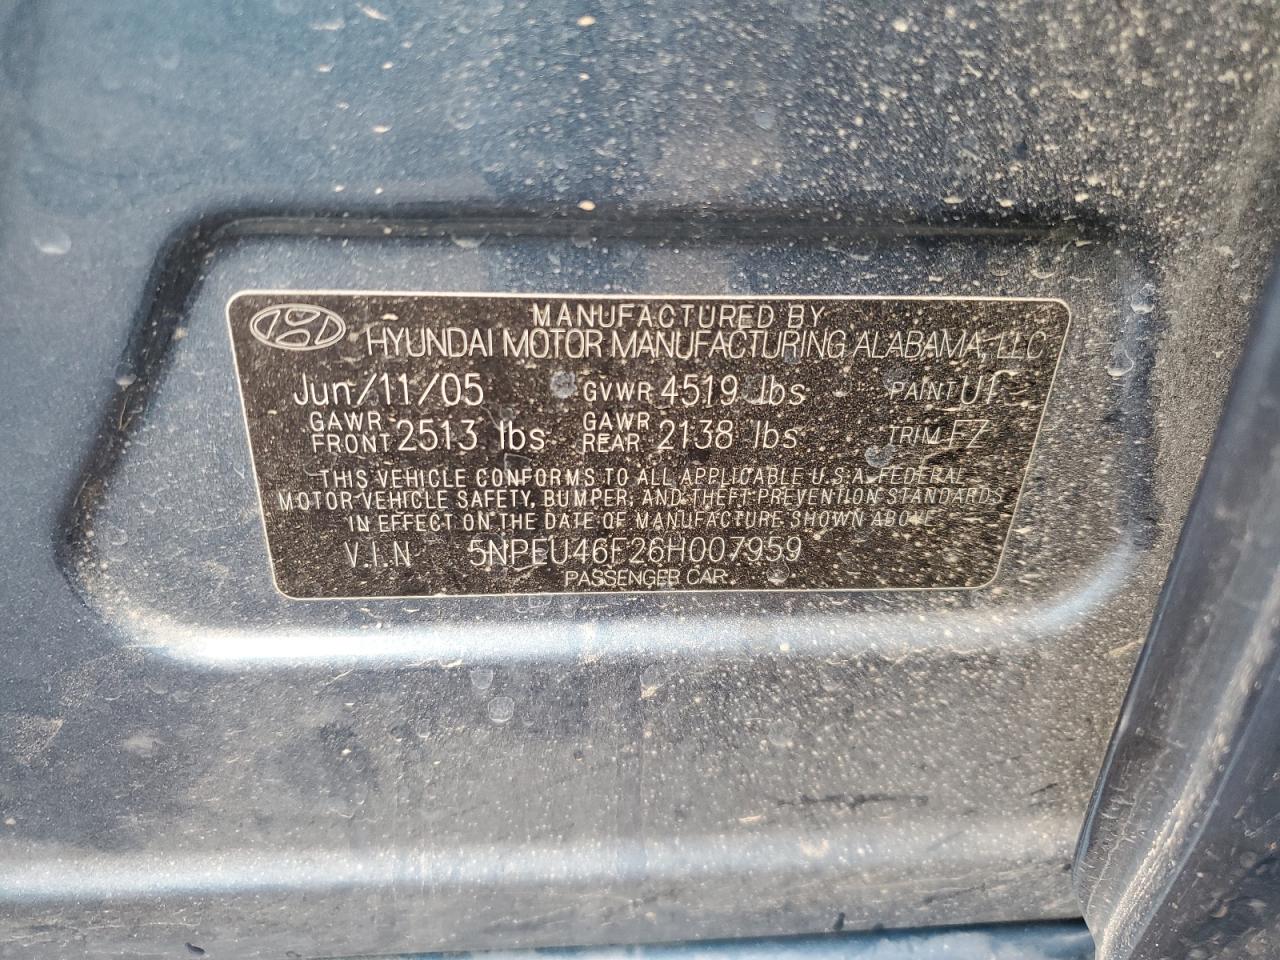 MANUFACTURED BY
HYUNDAI MOTOR MANUFACTURING ALABAMA, LLC
Jun/11/05 GVWR 4519 lbs PAINT U1
GAWR FRONT 2513 lbs GAWR REAR 2138 lbs TRIM FZ
THIS VEHICLE CONFORMS TO ALL APPLICABLE U.S.A. FEDERAL
MOTOR VEHICLE SAFETY, BUMPER, AND THEFT PREVENTION STANDARDS
IN EFFECT ON THE DATE OF MANUFACTURE SHOWN ABOVE
V.I.N 5NPEU46F26H007959
PASSENGER CAR